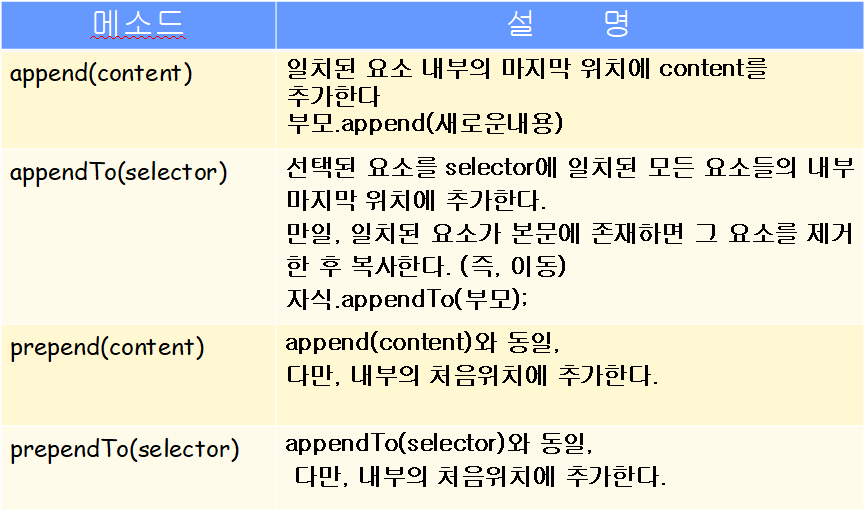 메소드 설 명
append(content) 일치된 요소 내부의 마지막 위치에 content를
추가한다
부모.append(새로운내용)
appendTo(selector) 선택된 요소를 selector에 일치된 모든 요소들의 내부
마지막 위치에 추가한다.
만일, 일치된 요소가 본문에 존재하면 그 요소를 제거
한 후 복사한다. (즉, 이동)
자식.appendTo(부모);
prepend(content) append(content)와 동일,
다만, 내부의 처음위치에 추가한다.
prependTo(selector) appendTo(selector)와 동일,
다만, 내부의 처음위치에 추가한다.